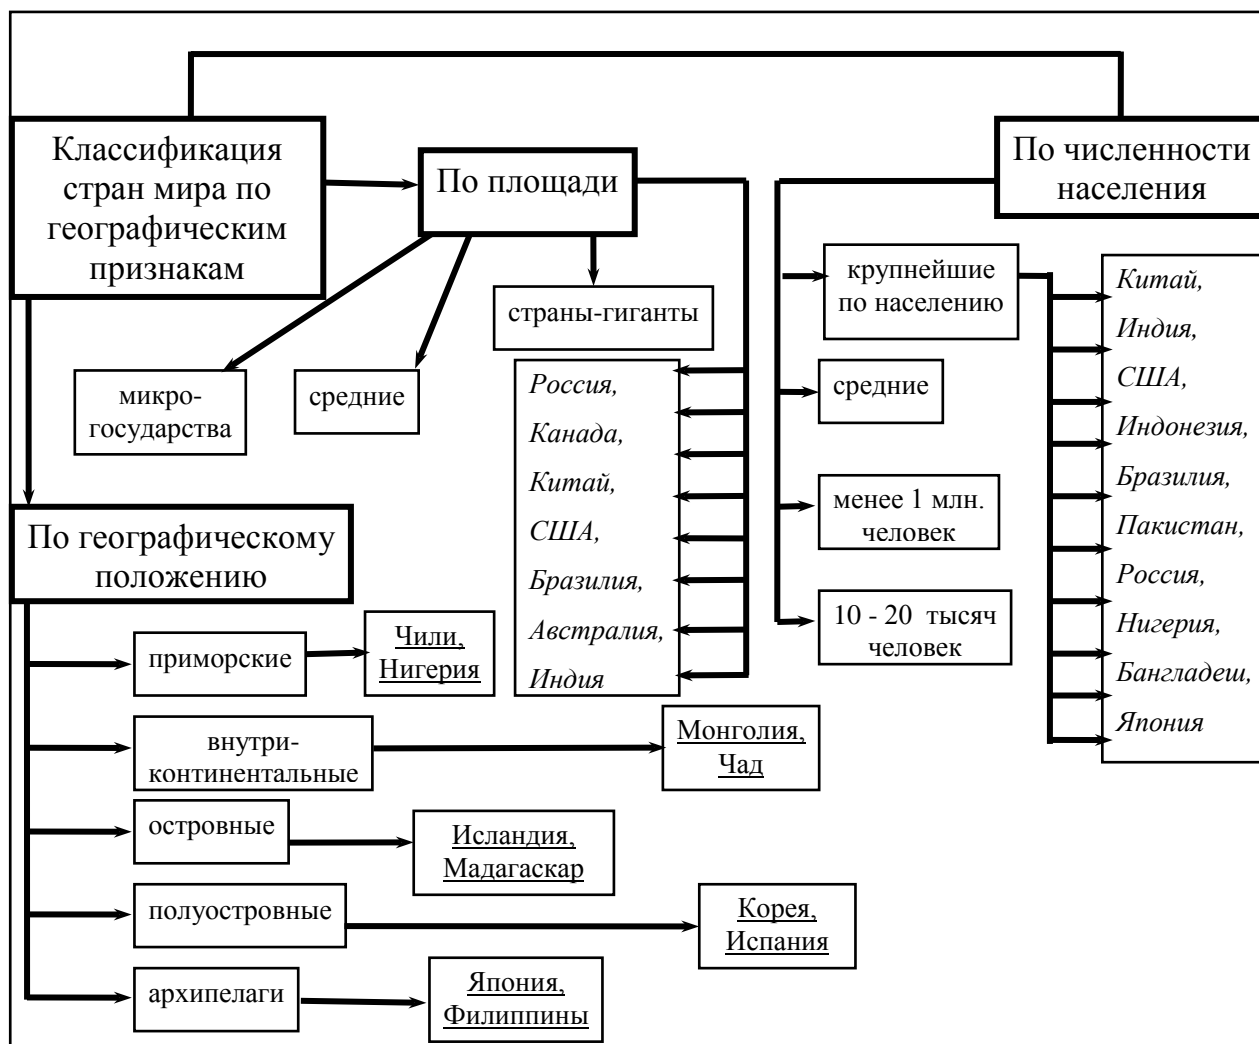 Классификация
стран мира по
географическим
признакам
По площади
По численности
населения
микро-
государства
средние
страны-гиганты
Россия,
Канада,
Китай,
США,
Бразилия,
Австралия,
Индия
крупнейшие
по населению
Китай,
Индия,
США,
Индонезия,
Бразилия,
Пакистан,
Россия,
Нигерия,
Бангладеш,
Япония
средние
менее 1 млн.
человек
10 - 20 тысяч
человек
По географическому
положению
приморские
Чили,
Нигерия
внутри-
континентальные
Монголия,
Чад
островные
Исландия,
Мадагаскар
полуостровные
Корея,
Испания
архипелаги
Япония,
Филиппины